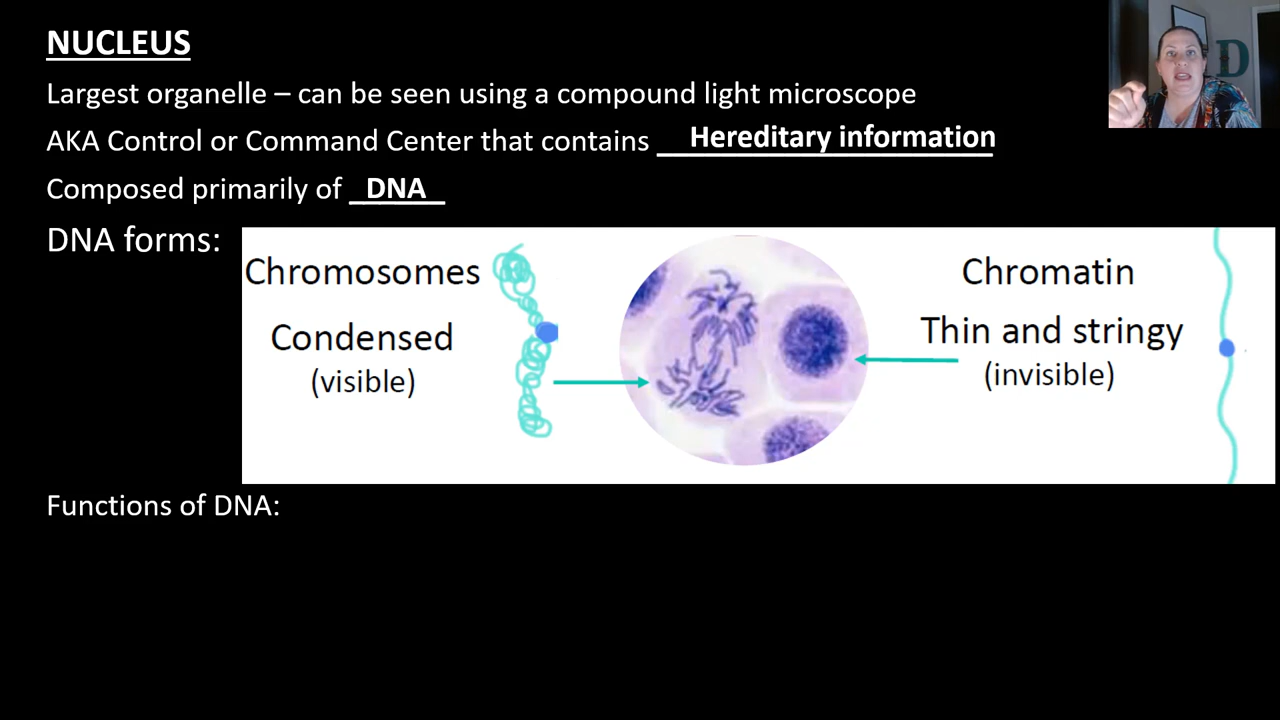 NUCLEUS
Largest organelle – can be seen using a compound light microscope
AKA Control or Command Center that contains Hereditary information
Composed primarily of DNA
DNA forms:
Chromosomes
Condensed
(visible)
Chromatin
Thin and stringy
(invisible)
Functions of DNA:
D